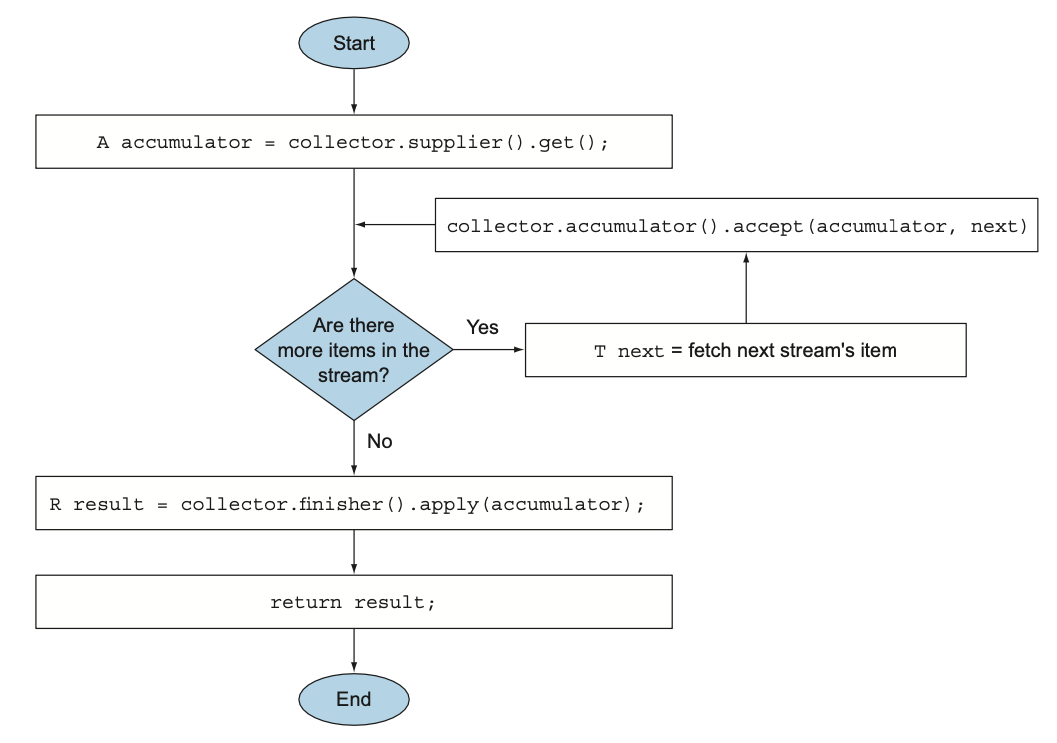 Start
A accumulator = collector.supplier().get();
collector.accumulator().accept(accumulator, next)
Are there
more items in the
stream?
Yes
T next = fetch next stream's item
No
R result = collector.finisher().apply(accumulator);
return result;
End